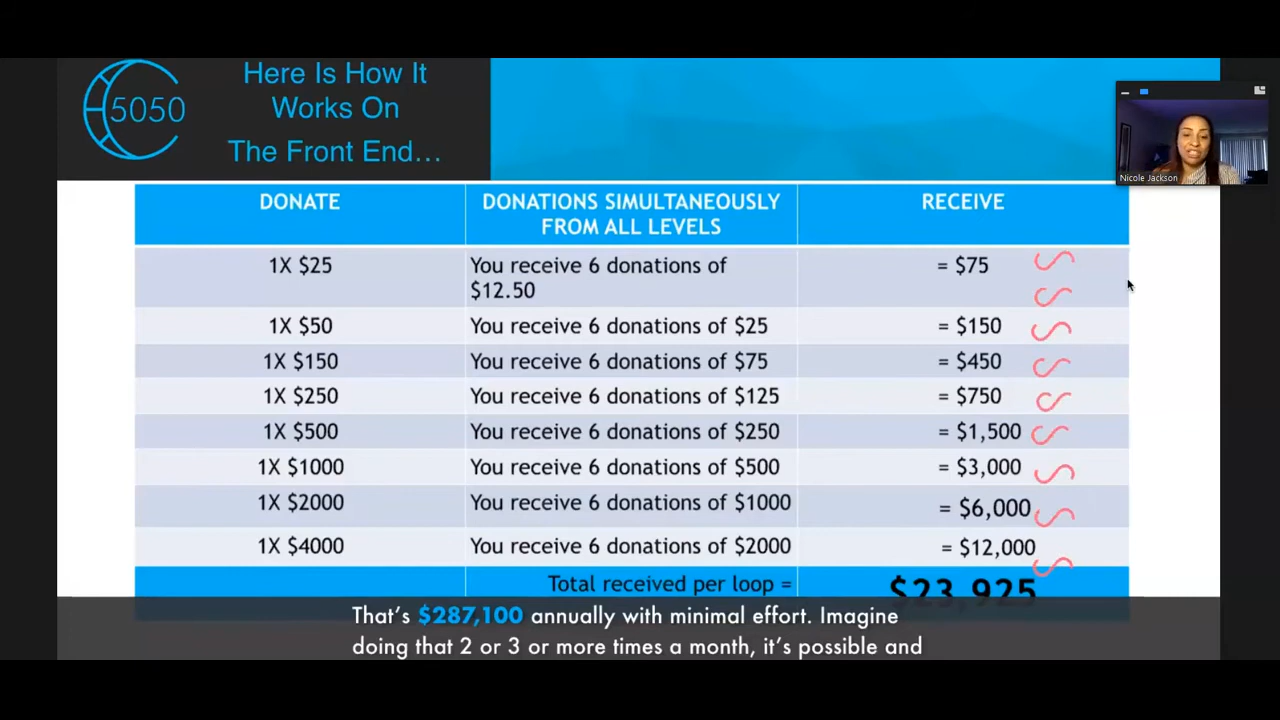 5050
Here Is How It
Works On
The Front End...
Nicole Jackson
DONATE
DONATIONS SIMULTANEOUSLY
FROM ALL LEVELS
RECEIVE
1X $25
You receive 6 donations of
$12.50
= $75
1X $50
You receive 6 donations of $25
= $150
1X $150
You receive 6 donations of $75
= $450
1X $250
You receive 6 donations of $125
= $750
1X $500
You receive 6 donations of $250
= $1,500
1X $1000
You receive 6 donations of $500
= $3,000
1X $2000
You receive 6 donations of $1000
= $6,000
1X $4000
You receive 6 donations of $2000
= $12,000
Total received per loop =
$23,925
That's $287,100 annually with minimal effort. Imagine
doing that 2 or 3 or more times a month, it's possible and